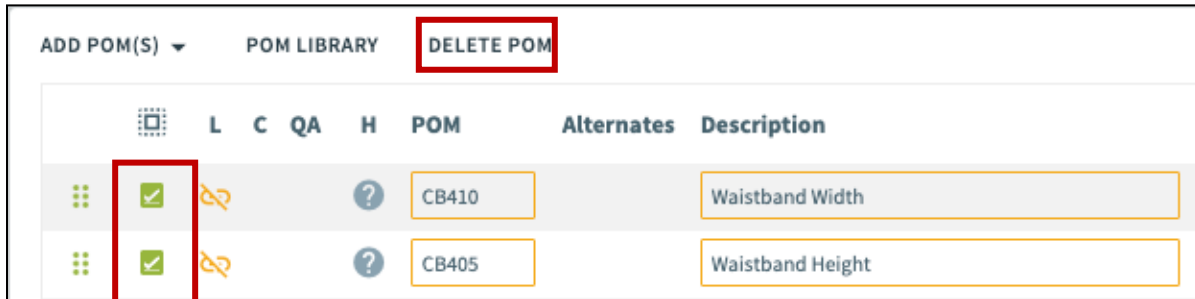 ADD POM(S) POM LIBRARY DELETE POM
L C QA H POM Alternates Description
? CB410 Waistband Width
? CB405 Waistband Height